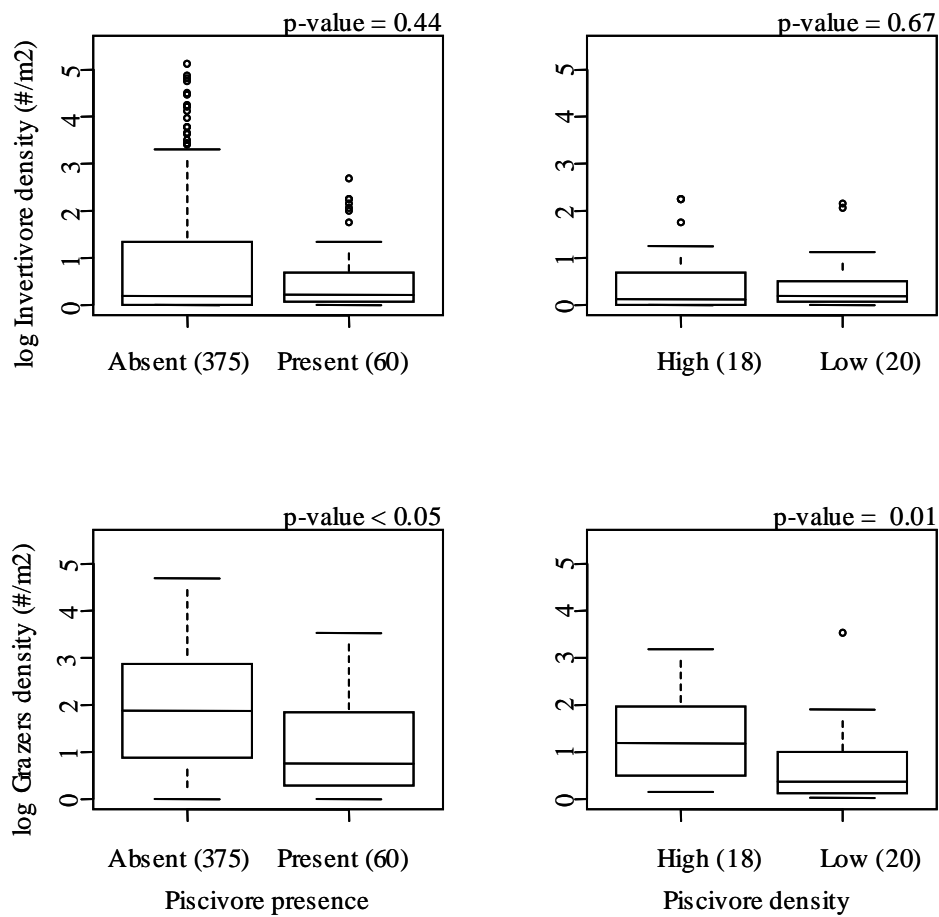 p-value = 0.44
p-value = 0.67
log Invertivore density (#/m2)
5
4
3
2
1
0
Absent (375) Present (60)
5
4
3
2
1
0
High (18) Low (20)
p-value < 0.05
p-value = 0.01
log Grazers density (#/m2)
5
4
3
2
1
0
Absent (375) Present (60)
Piscivore presence
5
4
3
2
1
0
High (18) Low (20)
Piscivore density